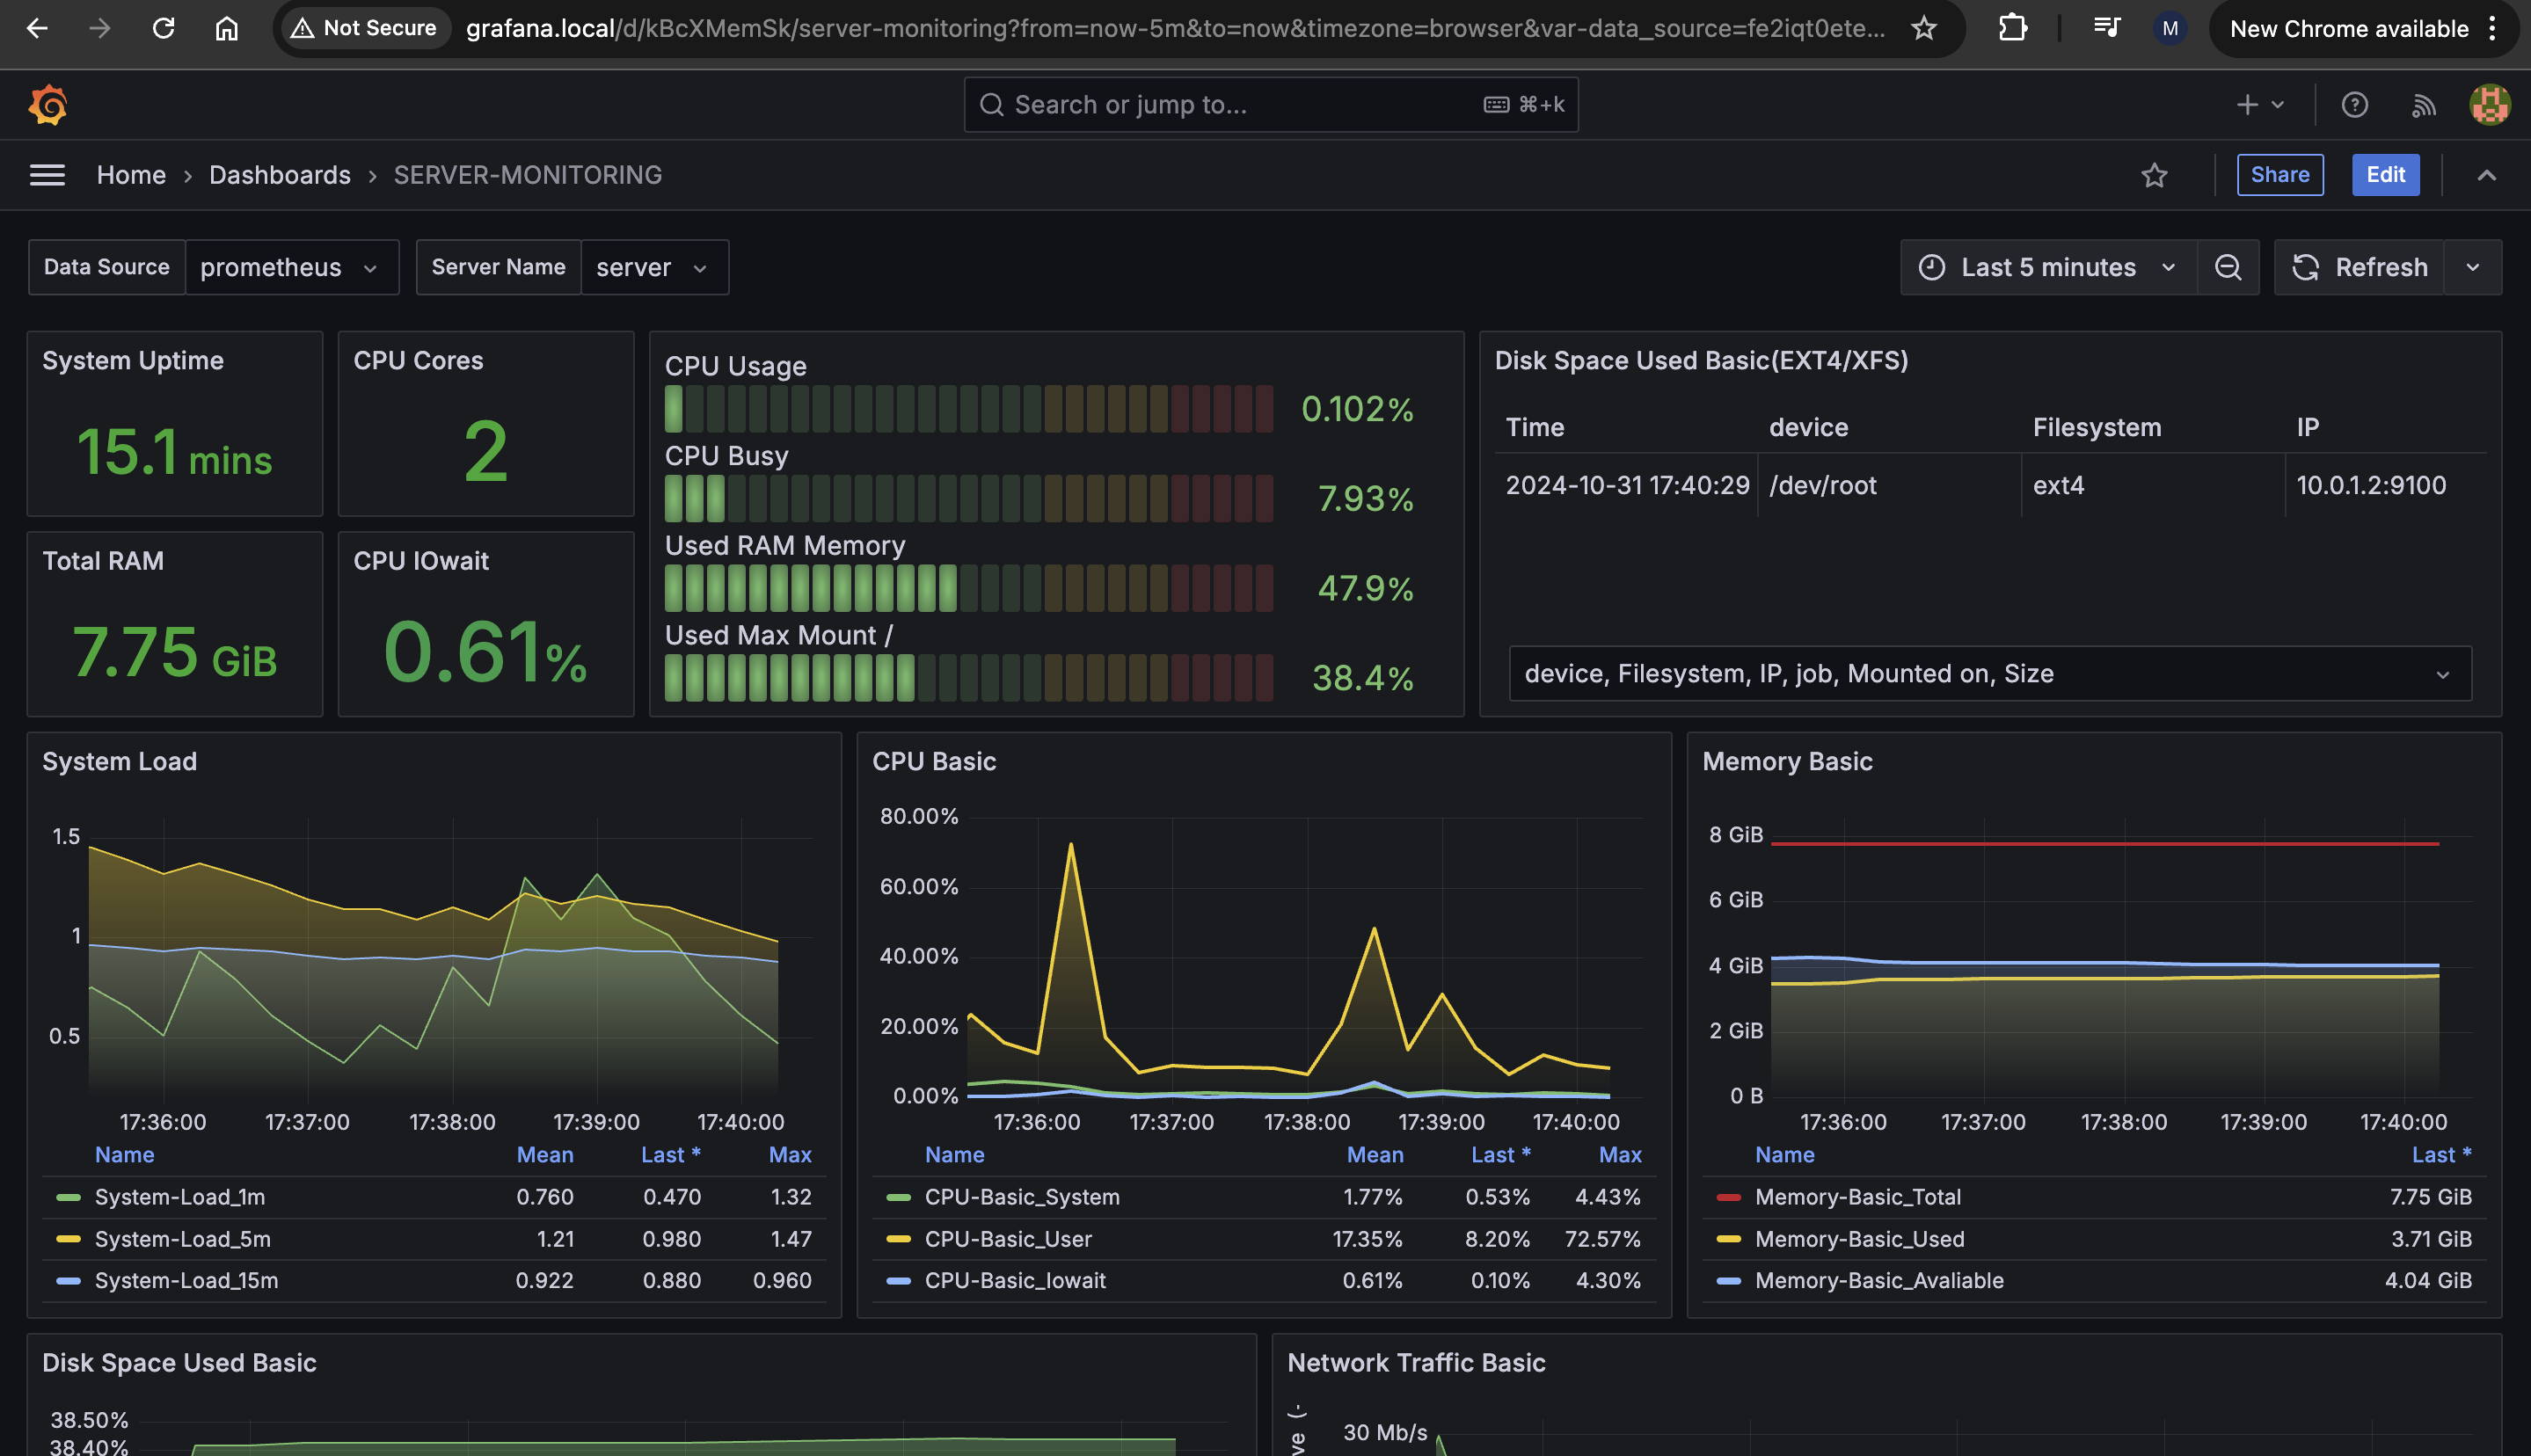 Not Secure grafana.local/d/kBcXMemSk/server-monitoring?from=now-5m&to=now&timezone=browser&var-data_source=fe2iqt0ete... M New Chrome available
Search or jump to... ⌘+k
Home › Dashboards › SERVER-MONITORING Share Edit
Data Source prometheus Server Name server Last 5 minutes Refresh
System Uptime
15.1 mins
CPU Cores
2
Total RAM
7.75 GiB
CPU IOwait
0.61%
CPU Usage
0.102%
CPU Busy
7.93%
Used RAM Memory
47.9%
Used Max Mount /
38.4%
Disk Space Used Basic(EXT4/XFS)
Time device Filesystem IP
2024-10-31 17:40:29 /dev/root ext4 10.0.1.2:9100
device, Filesystem, IP, job, Mounted on, Size
System Load
1.5
1
0.5
17:36:00 17:37:00 17:38:00 17:39:00 17:40:00
Name Mean Last * Max
System-Load_1m 0.760 0.470 1.32
System-Load_5m 1.21 0.980 1.47
System-Load_15m 0.922 0.880 0.960
CPU Basic
80.00%
60.00%
40.00%
20.00%
0.00%
17:36:00 17:37:00 17:38:00 17:39:00 17:40:00
Name Mean Last * Max
CPU-Basic_System 1.77% 0.53% 4.43%
CPU-Basic_User 17.35% 8.20% 72.57%
CPU-Basic_Iowait 0.61% 0.10% 4.30%
Memory Basic
8 GiB
6 GiB
4 GiB
2 GiB
0 B
17:36:00 17:37:00 17:38:00 17:39:00 17:40:00
Name Last *
Memory-Basic_Total 7.75 GiB
Memory-Basic_Used 3.71 GiB
Memory-Basic_Avaliable 4.04 GiB
Disk Space Used Basic
38.50%
38.40%
Network Traffic Basic
30 Mb/s